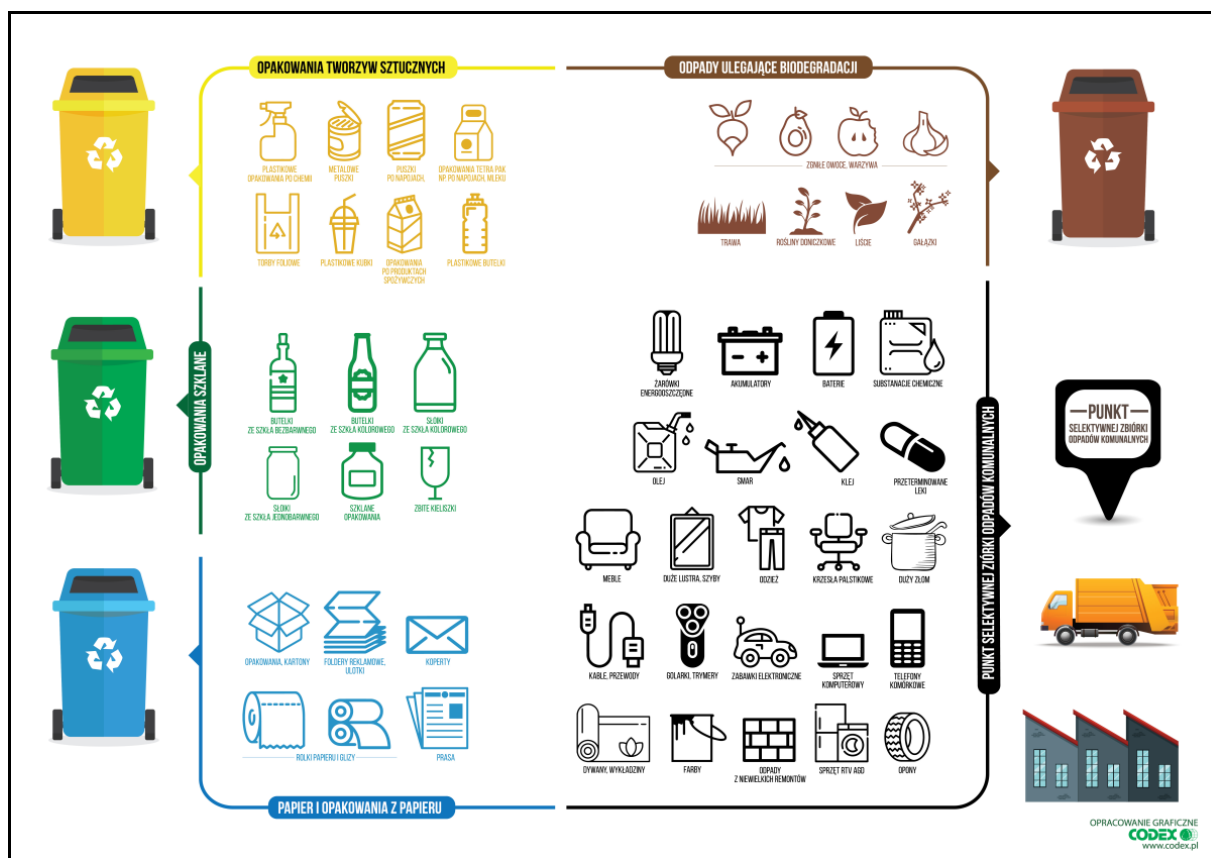 OPAKOWANIA TWORZYW SZTUCZNYCH
PLASTIKOWE
OPAKOWANIA PO CHEMII
METALOWE
PUSZKI
PUSZKI
PO NAPOJACH,
OPAKOWANIA TETRA PAK
NP. PO NAPOJACH, MLEKU
TORBY FOLIOWE
PLASTIKOWE KUBKI
OPAKOWANIA
PO PRODUKTACH
SPOŻYWCZYCH
PLASTIKOWE BUTELKI
ODPADY ULEGAJĄCE BIODEGRADACJI
ZGNIŁE OWOCE, WARZYWA
TRAWA
ROŚLINY DONICZKOWE
LIŚCIE
GAŁĄZKI
OPAKOWANIA SZKLANE
BUTELKI
ZE SZKŁA BEZBARWNEGO
BUTELKI
ZE SZKŁA KOLOROWEGO
SŁOIKI
ZE SZKŁA KOLOROWEGO
SŁOIKI
ZE SZKŁA JEDNOBARWNEGO
SZKLANE
OPAKOWANIA
ZBITE KIELISZKI
OPAKOWANIA, KARTONY
FOLDERY REKLAMOWE,
ULOTKI
KOPERTY
ROLKI PAPIERU I GLIZY
PRASA
PAPIER I OPAKOWANIA Z PAPIERU
ŻARÓWKI
ENERGOOSZCZĘDNE
AKUMULATORY
BATERIE
SUBSTANACJE CHEMICZNE
OLEJ
SMAR
KLEJ
PRZETERMINOWANE
LEKI
MEBLE
DUŻE LUSTRA, SZYBY
ODZIEŻ
KRZESŁA PALSTIKOWE
DUŻY ZŁOM
KABLE, PRZEWODY
GOLARKI, TRYMERY
ZABAWKI ELEKTRONICZNE
SPRZĘT
KOMPUTEROWY
TELEFONY
KOMÓRKOWE
DYWANY, WYKŁADZINY
FARBY
ODPADY
Z NIEWIELKICH REMONTÓW
SPRZĘT RTV AGD
OPONY
PUNKT SELEKTYWNEJ ZIÓRKI ODPADÓW KOMUNALNYCH
PUNKT
SELEKTYWNEJ ZBIÓRKI
ODPADÓW KOMUNALNYCH
OPRACOWANIE GRAFICZNE
CODEX
www.codex.pl